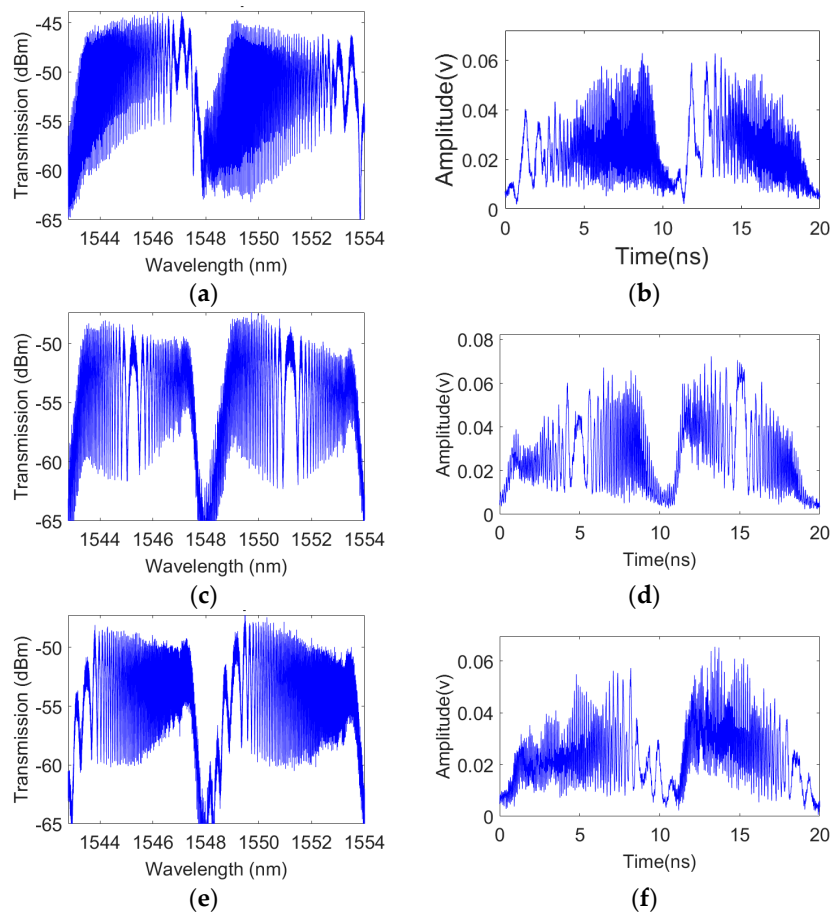 -45
-50
-55
-60
-65
Transmission (dBm)
1544 1546 1548 1550 1552 1554
Wavelength (nm)
(a)
0.06
0.04
0.02
0
Amplitude(v)
0 5 10 15 20
Time(ns)
(b)
-50
-55
-60
-65
Transmission (dBm)
1544 1546 1548 1550 1552 1554
Wavelength (nm)
(c)
0.08
0.06
0.04
0.02
0
Amplitude(v)
0 5 10 15 20
Time(ns)
(d)
-50
-55
-60
-65
Transmission (dBm)
1544 1546 1548 1550 1552 1554
Wavelength (nm)
(e)
0.06
0.04
0.02
0
Amplitude(v)
0 5 10 15 20
Time(ns)
(f)